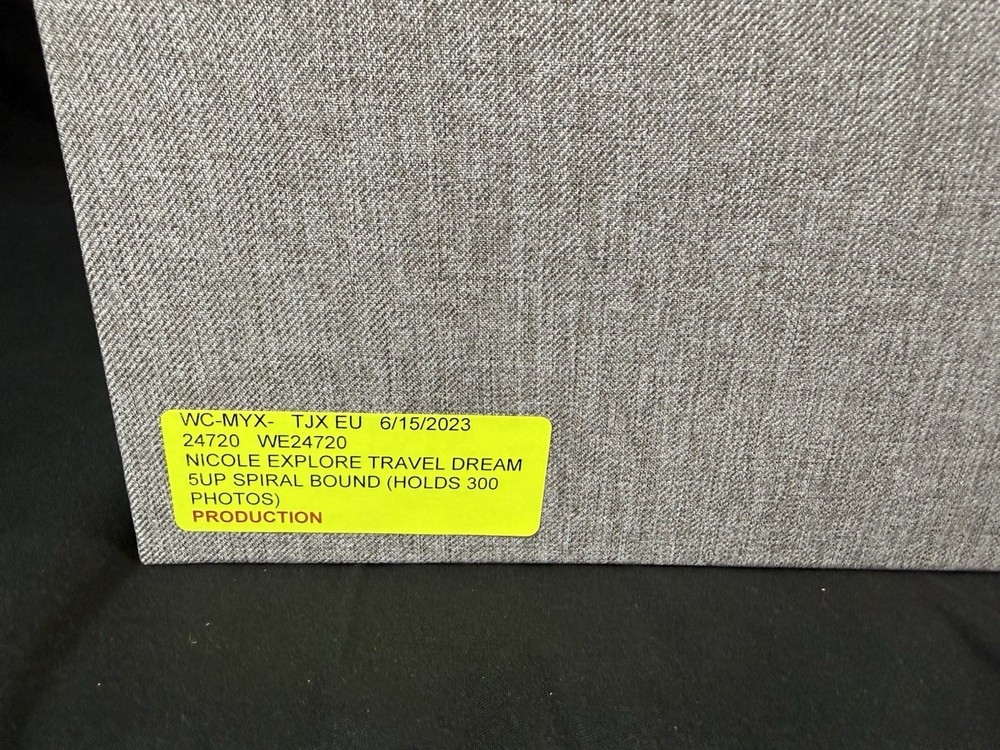 WC-MYX- TJX EU 6/15/2023
24720 WE24720
NICOLE EXPLORE TRAVEL DREAM
5UP SPIRAL BOUND (HOLDS 300
PHOTOS)
PRODUCTION